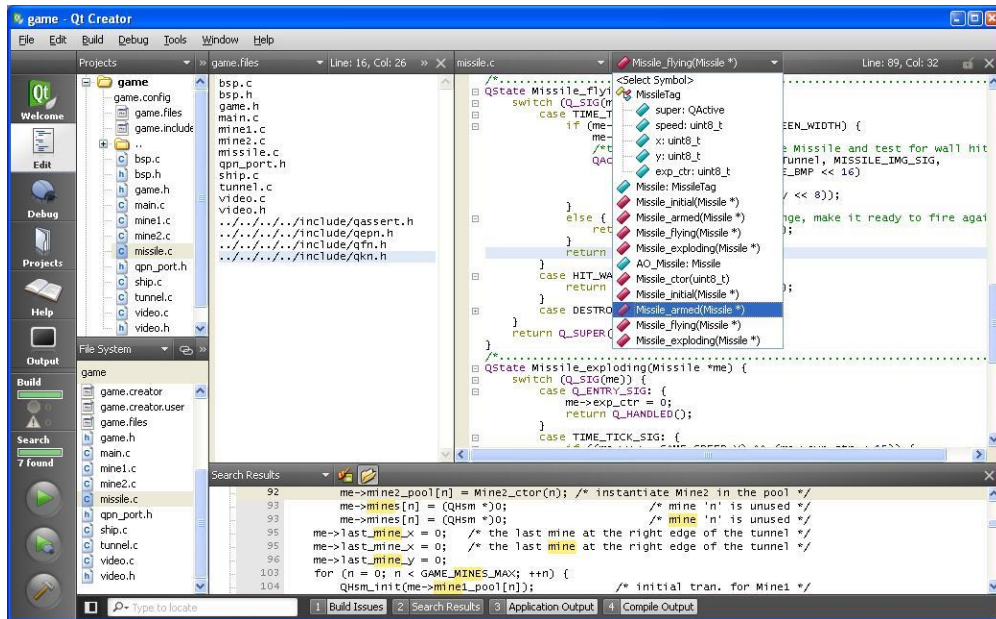 game - Qt Creator
File Edit Build Debug Tools Window Help
Projects
game.files
Line: 16, Col: 26
missile.c
Missile_flying(Missile *)
Line: 89, Col: 32
Welcome
Edit
Debug
Projects
Help
Output
Build
0
0
Search
7 found
game
game.config
game.files
game.include
..
bsp.c
bsp.h
game.h
main.c
mine1.c
mine2.c
missile.c
qpn_port.h
ship.c
tunnel.c
video.c
video.h
File System
game
game.creator
game.creator.user
game.files
game.h
main.c
mine1.c
mine2.c
missile.c
qpn_port.h
ship.c
tunnel.c
video.c
video.h
bsp.c
bsp.h
game.h
main.c
mine1.c
mine2.c
missile.c
qpn_port.h
ship.c
tunnel.c
video.c
video.h
../../../../include/qassert.h
../../../../include/qepn.h
../../../../include/qfn.h
../../../../include/qkn.h
<Select Symbol>
MissileTag
super: QActive
speed: uint8_t
x: uint8_t
y: uint8_t
exp_ctr: uint8_t
Missile: MissileTag
Missile_initial(Missile *)
Missile_armed(Missile *)
Missile_flying(Missile *)
Missile_exploding(Missile *)
AO_Missile: Missile
Missile_ctor(uint8_t)
Missile_initial(Missile *)
Missile_armed(Missile *)
Missile_flying(Missile *)
Missile_exploding(Missile *)
QState Missile_flyi
switch (Q_SIG(m
case TIME_T
if (me- EEN_WIDTH) {
me-
/*t e Missile and test for wall hit
QAC Tunnel, MISSILE_IMG_SIG,
E_BMP << 16)
/ << 8));
}
else { nge, make it ready to fire agai
ret );
}
return
}
case HIT_WA
return );
}
case DESTRO
}
return Q_SUPER(
}
QState Missile_exploding(Missile *me) {
switch (Q_SIG(me)) {
case Q_ENTRY_SIG: {
me->exp_ctr = 0;
return Q_HANDLED();
}
case TIME_TICK_SIG: {
Search Results
92 me->mine2_pool[n] = Mine2_ctor(n); /* instantiate Mine2 in the pool */
93 me->mines[n] = (QHsm *)0; /* mine 'n' is unused */
93 me->mines[n] = (QHsm *)0; /* mine 'n' is unused */
95 me->last_mine_x = 0; /* the last mine at the right edge of the tunnel */
95 me->last_mine_x = 0; /* the last mine at the right edge of the tunnel */
96 me->last_mine_y = 0;
103 for (n = 0; n < GAME_MINES_MAX; ++n) {
104 QHsm_init(me->mine1_pool[n]); /* initial tran. for Mine1 */
Type to locate
1 Build Issues 2 Search Results 3 Application Output 4 Compile Output